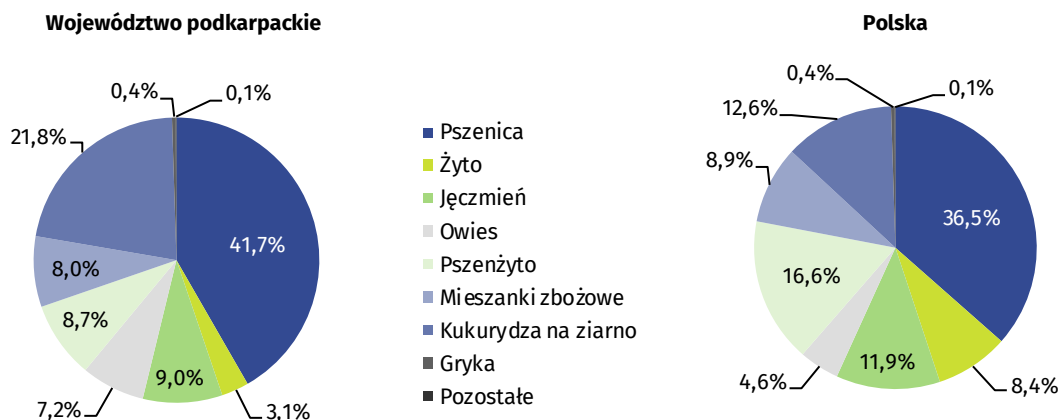 Województwo podkarpackie
0,4%
0,1%
21,8%
41,7%
8,0%
8,7%
9,0%
7,2%
3,1%
Pszenica
Żyto
Jęczmień
Owies
Pszenżyto
Mieszanki zbożowe
Kukurydza na ziarno
Gryka
Pozostałe
Polska
0,4%
0,1%
12,6%
8,9%
36,5%
16,6%
11,9%
4,6%
8,4%